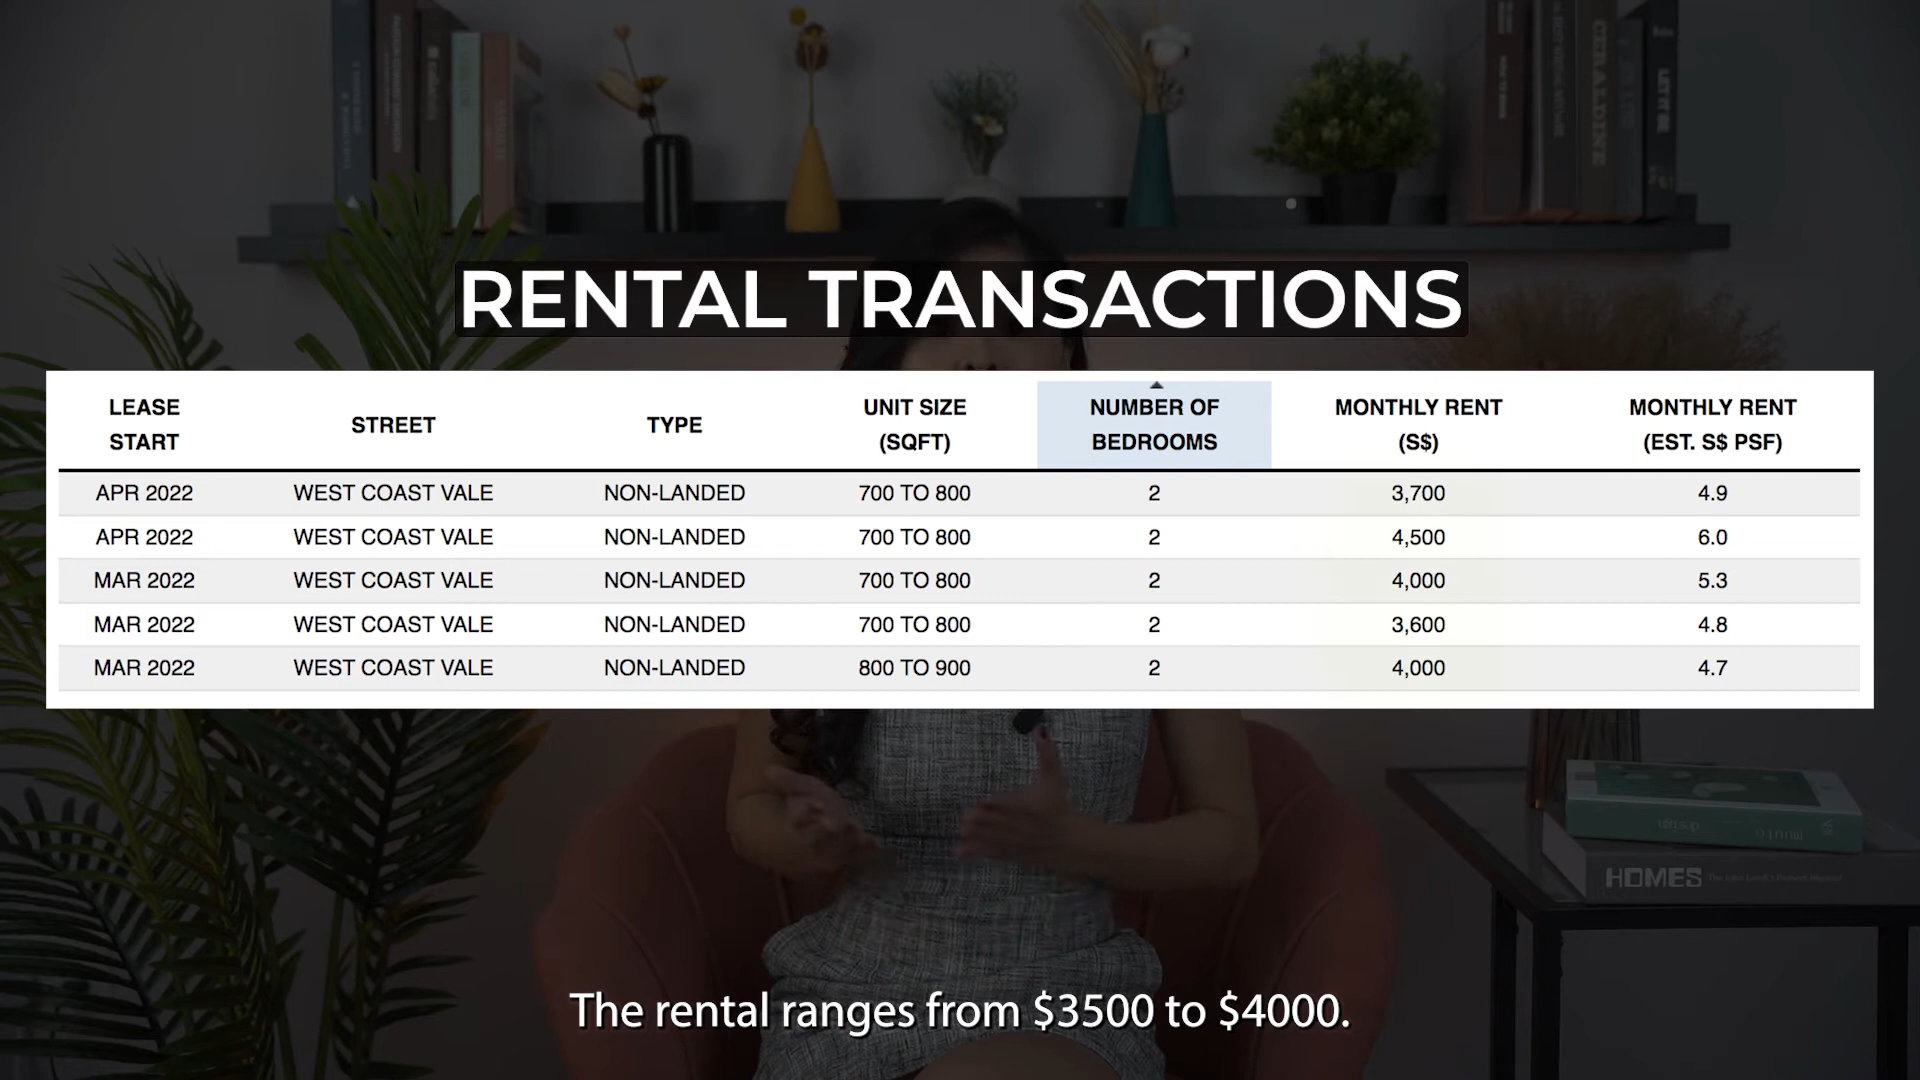 CERALDINE
RENTAL TRANSACTIONS
LEASE START STREET TYPE UNIT SIZE (SQFT) NUMBER OF BEDROOMS MONTHLY RENT (S$) MONTHLY RENT (EST. S$ PSF)
APR 2022 WEST COAST VALE NON-LANDED 700 TO 800 2 3,700 4.9
APR 2022 WEST COAST VALE NON-LANDED 700 TO 800 2 4,500 6.0
MAR 2022 WEST COAST VALE NON-LANDED 700 TO 800 2 4,000 5.3
MAR 2022 WEST COAST VALE NON-LANDED 700 TO 800 2 3,600 4.8
MAR 2022 WEST COAST VALE NON-LANDED 800 TO 900 2 4,000 4.7
HOMES
The rental ranges from $3500 to $4000.